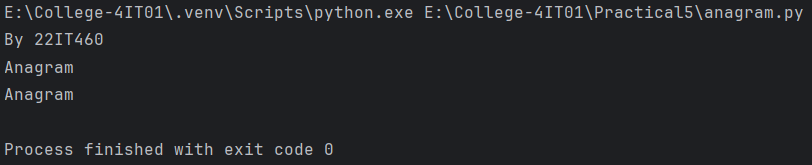 E:\College-4IT01\.venv\Scripts\python.exe E:\College-4IT01\Practical5\anagram.py
By 22IT460
Anagram
Anagram
Process finished with exit code 0